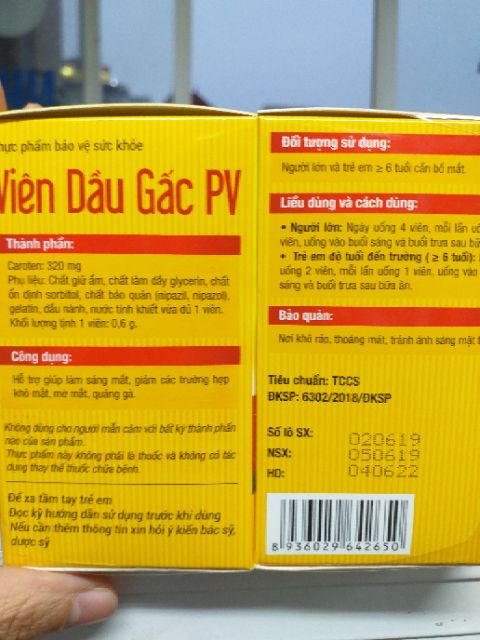 Thực phẩm bảo vệ sức khỏe
Viên Dầu Gấc PV
Thành phần:
Caroten: 320 mg
Phụ liệu: Chất giữ ẩm, chất làm dầy glycerin, chất
ổn định sorbitol, chất bảo quản (nipazil, nipazol),
gelatin, dầu nành, nước tinh khiết vừa đủ 1 viên.
Khối lượng tịnh 1 viên: 0,6 g.
Công dụng:
Hỗ trợ giúp làm sáng mắt, giảm các trường hợp
khô mắt, mờ mắt, quáng gà.
Không dùng cho người mẫn cảm với bất kỳ thành phần
nào của sản phẩm.
Thực phẩm này không phải là thuốc và không có tác
dụng thay thế thuốc chữa bệnh.
Để xa tầm tay trẻ em
Đọc kỹ hướng dẫn sử dụng trước khi dùng
Nếu cần thêm thông tin xin hỏi ý kiến bác sỹ,
dược sỹ
Đối tượng sử dụng:
Người lớn và trẻ em ≥ 6 tuổi cần bổ mắt.
Liều dùng và cách dùng:
• Người lớn: Ngày uống 4 viên, mỗi lần
viên, uống vào buổi sáng và buổi trưa
• Trẻ em độ tuổi đến trường ( ≥ 6 tuổi):
uống 2 viên, mỗi lần uống 1 viên, uống vào
sáng và buổi trưa sau bữa ăn.
Bảo quản:
Nơi khô ráo, thoáng mát, tránh ánh sáng mặt
Tiêu chuẩn: TCCS
ĐKSP: 6302/2018/ĐKSP
Số lô SX: 020619
NSX: 050619
HD: 040622
8 936029 642650